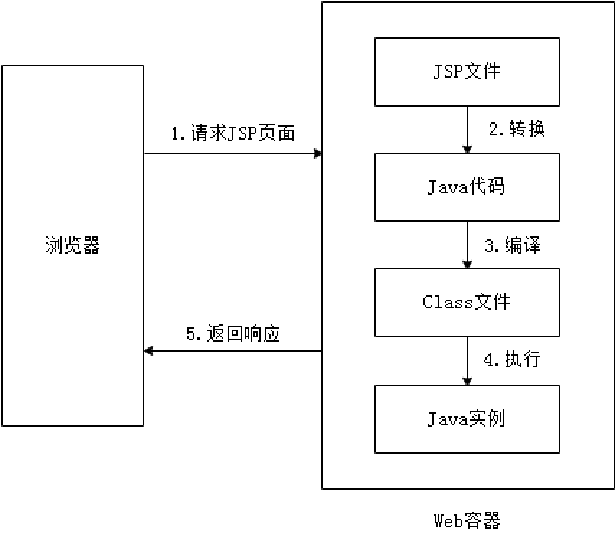 JSP文件
2.转换
1.请求JSP页面
Java代码
浏览器
3.编译
Class文件
5.返回响应
4.执行
Java实例
Web容器